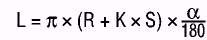 L = π × (R + K × S) × α/180